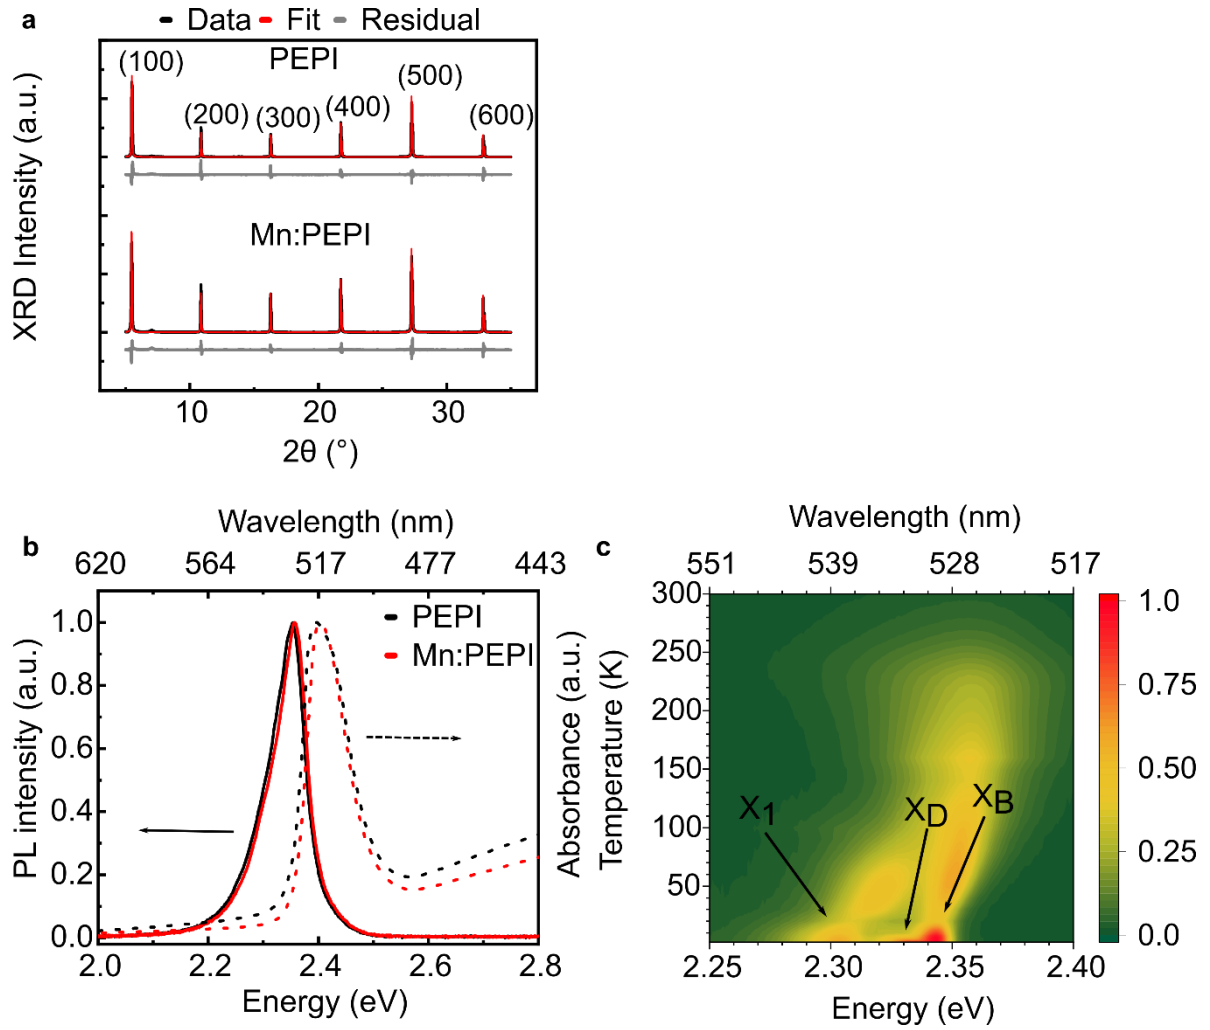 a
Data Fit Residual
PEPI
(100) (200) (300) (400) (500) (600)
Mn:PEPI
XRD Intensity (a.u.)
10 20 30
2θ (°)
b
Wavelength (nm)
620 564 517 477 443
PEPI
Mn:PEPI
1.0
0.8
0.6
0.4
0.2
0.0
PL intensity (a.u.)
Absorbance (a.u.)
2.0 2.2 2.4 2.6 2.8
Energy (eV)
c
Wavelength (nm)
551 539 528 517
300
250
200
150
100
50
Temperature (K)
X1 XD XB
2.25 2.30 2.35 2.40
Energy (eV)
1.0
0.75
0.50
0.25
0.0